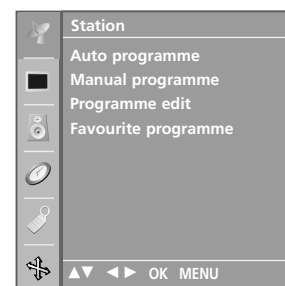 Station
Auto programme
Manual programme
Programme edit
Favourite programme
▲▼ ◄► OK MENU